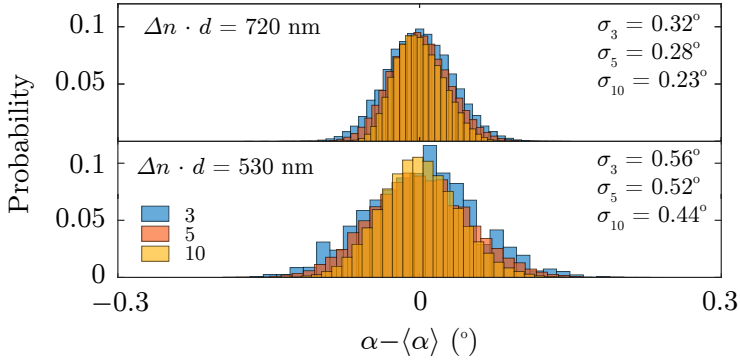 Probability
0.1
0.05
Δn · d = 720 nm
σ₃ = 0.32°
σ₅ = 0.28°
σ₁₀ = 0.23°
0.1
0.05
0
Δn · d = 530 nm
σ₃ = 0.56°
σ₅ = 0.52°
σ₁₀ = 0.44°
3
5
10
−0.3
0
0.3
α−⟨α⟩ (°)